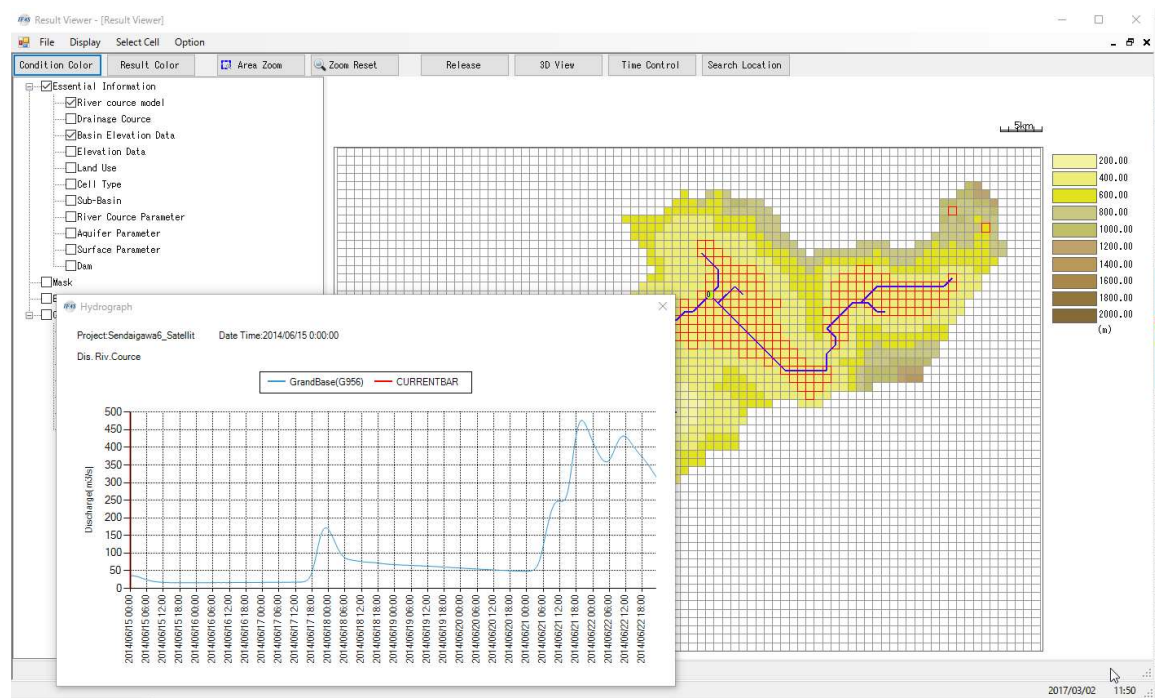 IFAS Result Viewer - [Result Viewer]
File Display Select Cell Option
Condition Color Result Color Area Zoom Zoom Reset Release 3D View Time Control Search Location
Essential Information
River cource model
Drainage Cource
Basin Elevation Data
Elevation Data
Land Use
Cell Type
Sub-Basin
River Cource Parameter
Aquifer Parameter
Surface Parameter
Dam
Mask
5km
200.00
400.00
600.00
800.00
1000.00
1200.00
1400.00
1600.00
1800.00
2000.00
(m)
IFAS Hydrograph
Project:Sendaigawa6_Satellit Date Time:2014/06/15 0:00:00
Dis. Riv.Cource
GrandBase(G956) CURRENTBAR
Discharge[m3/s]
500
450
400
350
300
250
200
150
100
50
0
2014/06/15 00:00
2014/06/15 06:00
2014/06/15 12:00
2014/06/15 18:00
2014/06/16 00:00
2014/06/16 06:00
2014/06/16 12:00
2014/06/16 18:00
2014/06/17 00:00
2014/06/17 06:00
2014/06/17 12:00
2014/06/17 18:00
2014/06/18 00:00
2014/06/18 06:00
2014/06/18 12:00
2014/06/18 18:00
2014/06/19 00:00
2014/06/19 06:00
2014/06/19 12:00
2014/06/19 18:00
2014/06/20 00:00
2014/06/20 06:00
2014/06/20 12:00
2014/06/20 18:00
2014/06/21 00:00
2014/06/21 06:00
2014/06/21 12:00
2014/06/21 18:00
2014/06/22 00:00
2014/06/22 06:00
2014/06/22 12:00
2014/06/22 18:00
2017/03/02 11:50